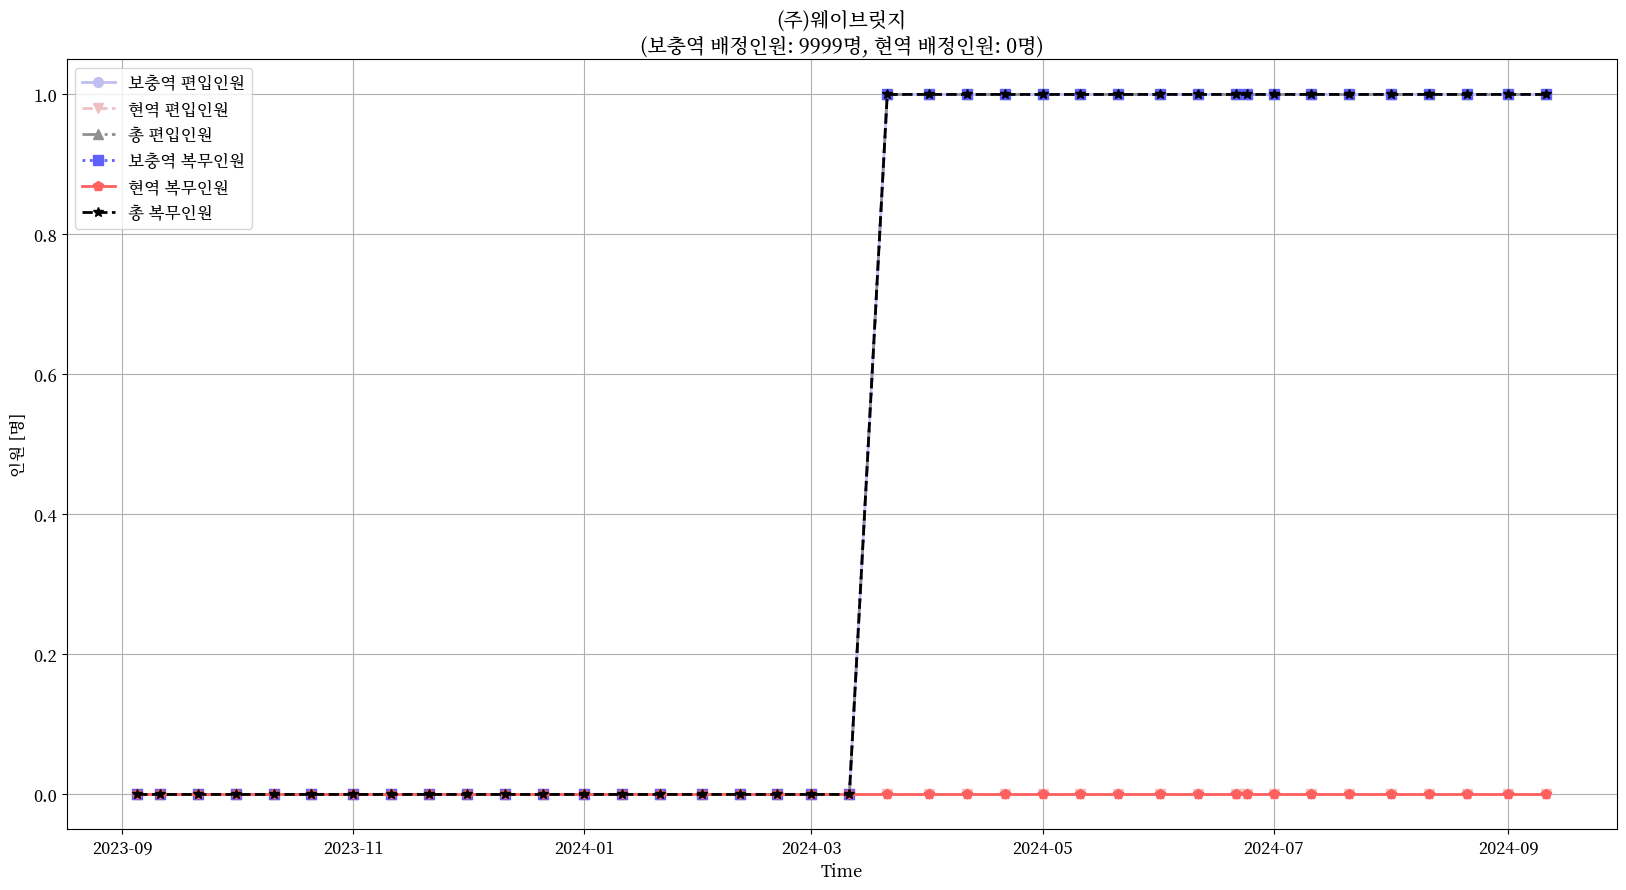 (주)웨이브릿지
(보충역 배정인원: 9999명, 현역 배정인원: 0명)
보충역 편입인원
현역 편입인원
총 편입인원
보충역 복무인원
현역 복무인원
총 복무인원
인원 [명]
1.0
0.8
0.6
0.4
0.2
0.0
2023-09
2023-11
2024-01
2024-03
2024-05
2024-07
2024-09
Time